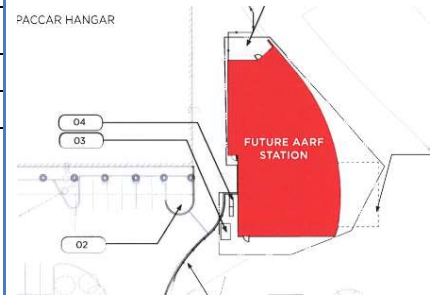 PACCAR HANGAR
04
03
FUTURE AARF
STATION
02